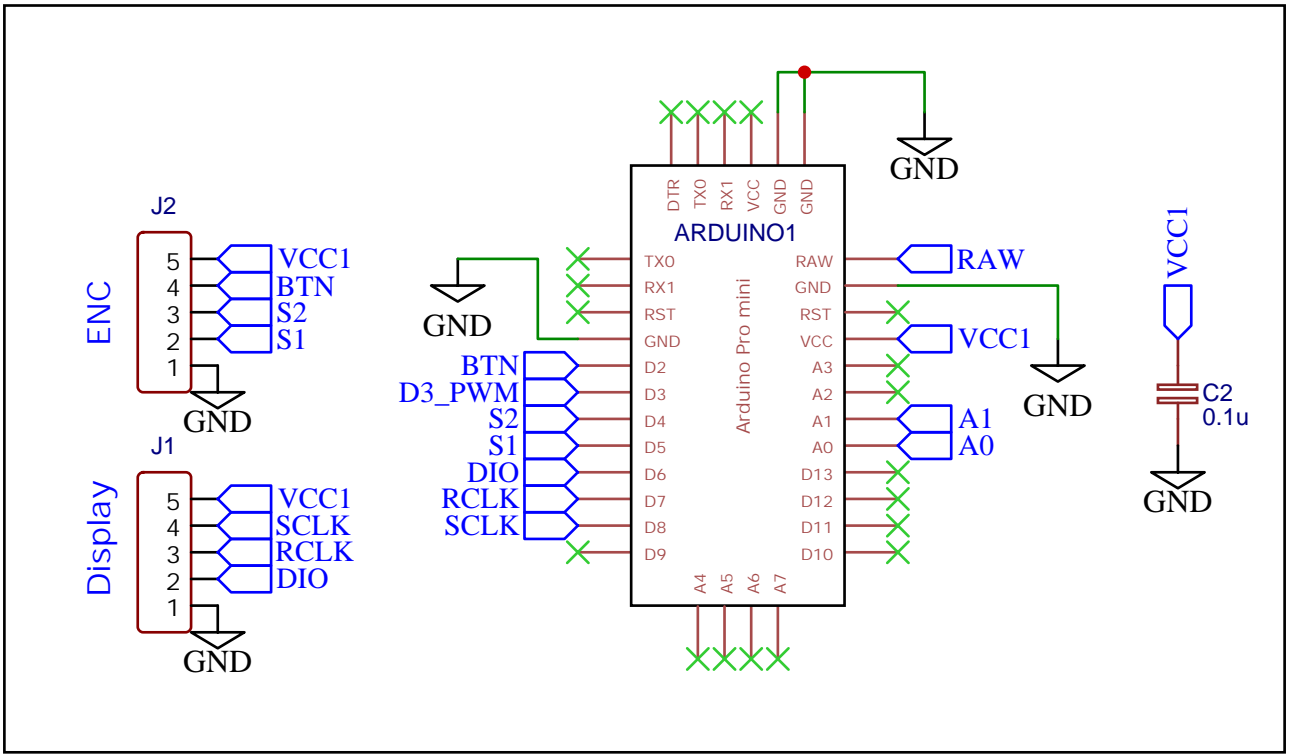 J2
ENC
5
VCC1
4
BTN
3
S2
2
S1
1
GND
J1
Display
5
VCC1
4
SCLK
3
RCLK
2
DIO
1
GND
ARDUINO1
Arduino Pro mini
DTR
TX0
RX1
VCC
GND
GND
GND
TX0
RX1
RST
GND
GND
BTN
D2
D3_PWM
D3
S2
D4
S1
D5
DIO
D6
RCLK
D7
SCLK
D8
D9
RAW
RAW
GND
RST
VCC
VCC1
A3
A2
GND
A1
A1
A0
A0
D13
D12
D11
D10
A4
A5
A6
A7
VCC1
C2
0.1u
GND